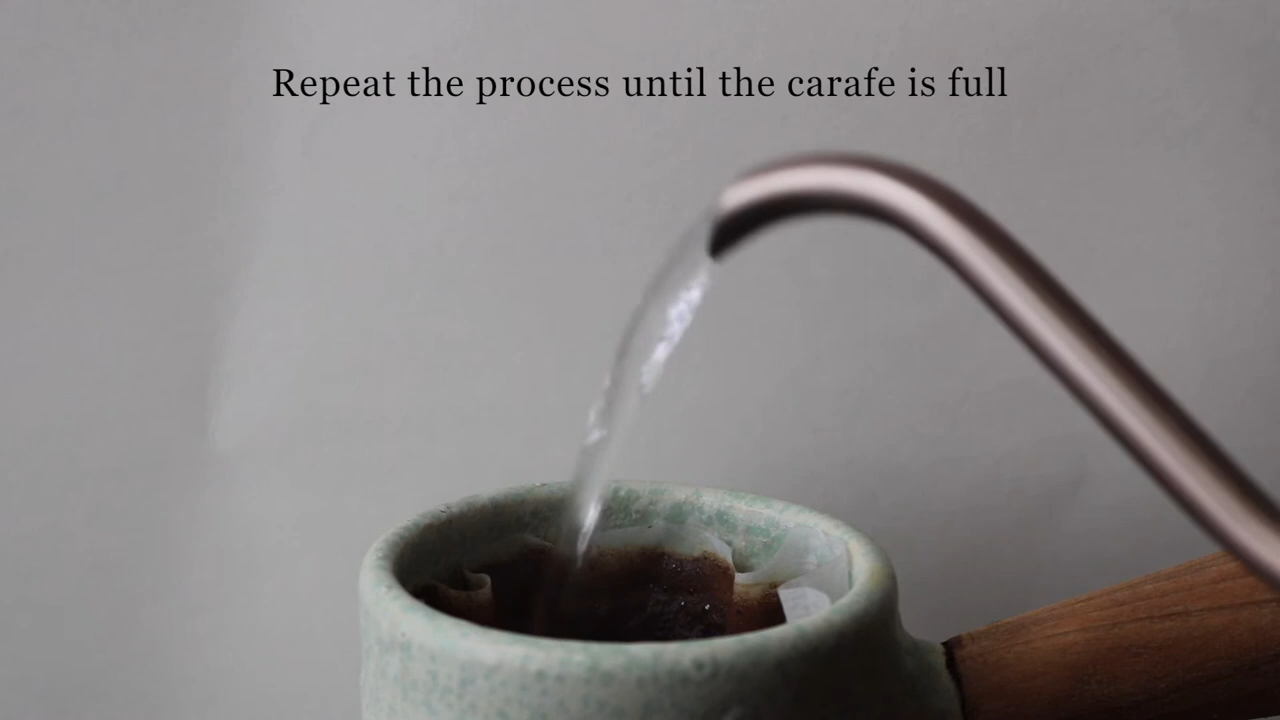 Repeat the process until the carafe is full